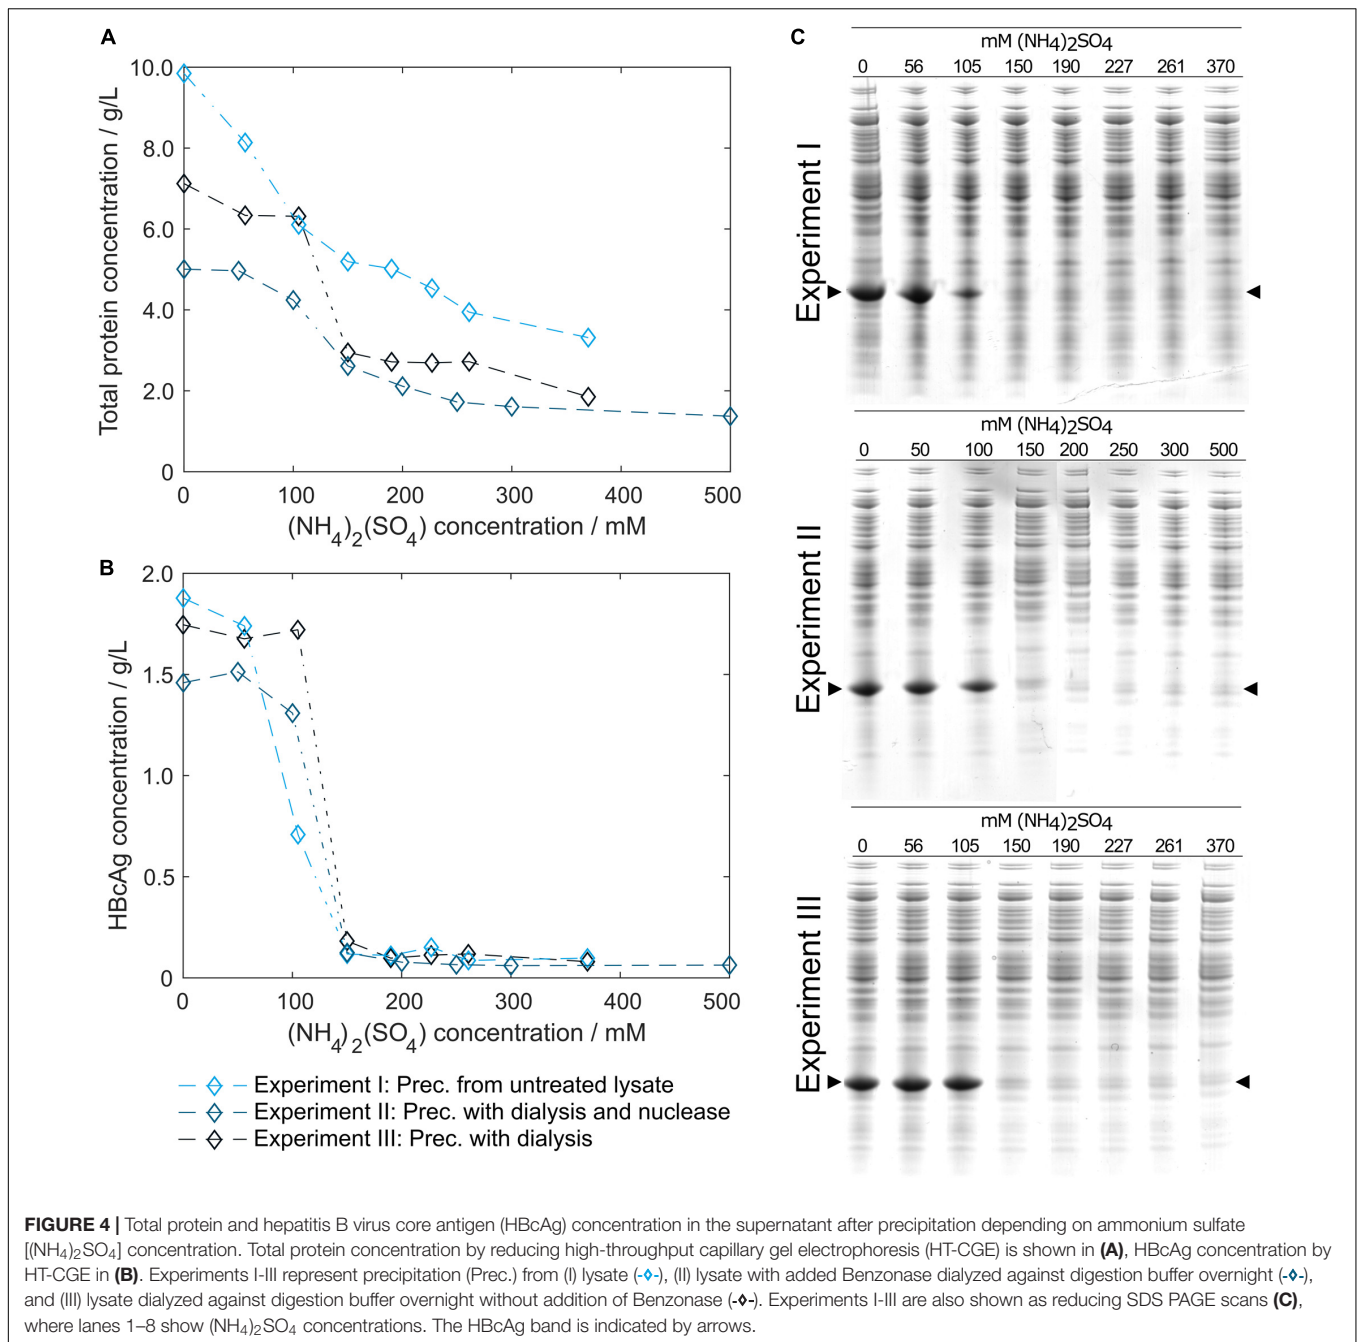 A
Total protein concentration / g/L
10.0
8.0
6.0
4.0
2.0
0
0 100 200 300 400 500
(NH4)2(SO4) concentration / mM
B
HBcAg concentration / g/L
2.0
1.5
1.0
0.5
0
0 100 200 300 400 500
(NH4)2(SO4) concentration / mM
Experiment I: Prec. from untreated lysate
Experiment II: Prec. with dialysis and nuclease
Experiment III: Prec. with dialysis
C
mM (NH4)2SO4
0 56 105 150 190 227 261 370
Experiment I
mM (NH4)2SO4
0 50 100 150 200 250 300 500
Experiment II
mM (NH4)2SO4
0 56 105 150 190 227 261 370
Experiment III
FIGURE 4 | Total protein and hepatitis B virus core antigen (HBcAg) concentration in the supernatant after precipitation depending on ammonium sulfate
[(NH4)2SO4] concentration. Total protein concentration by reducing high-throughput capillary gel electrophoresis (HT-CGE) is shown in (A), HBcAg concentration by
HT-CGE in (B). Experiments I-III represent precipitation (Prec.) from (I) lysate (-⋄-), (II) lysate with added Benzonase dialyzed against digestion buffer overnight (-⋄-),
and (III) lysate dialyzed against digestion buffer overnight without addition of Benzonase (-⋄-). Experiments I-III are also shown as reducing SDS PAGE scans (C),
where lanes 1–8 show (NH4)2SO4 concentrations. The HBcAg band is indicated by arrows.